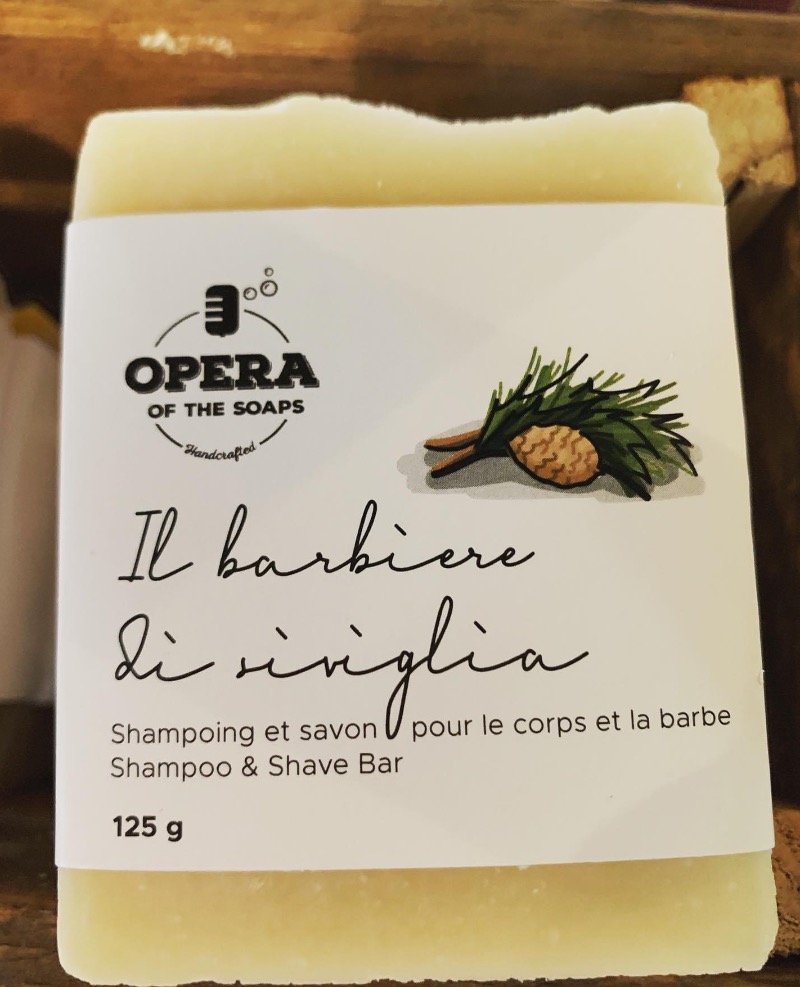 OPERA
OF THE SOAPS
Handcrafted
Il barbiere
di siviglia
Shampoing et savon pour le corps et la barbe
Shampoo & Shave Bar
125 g